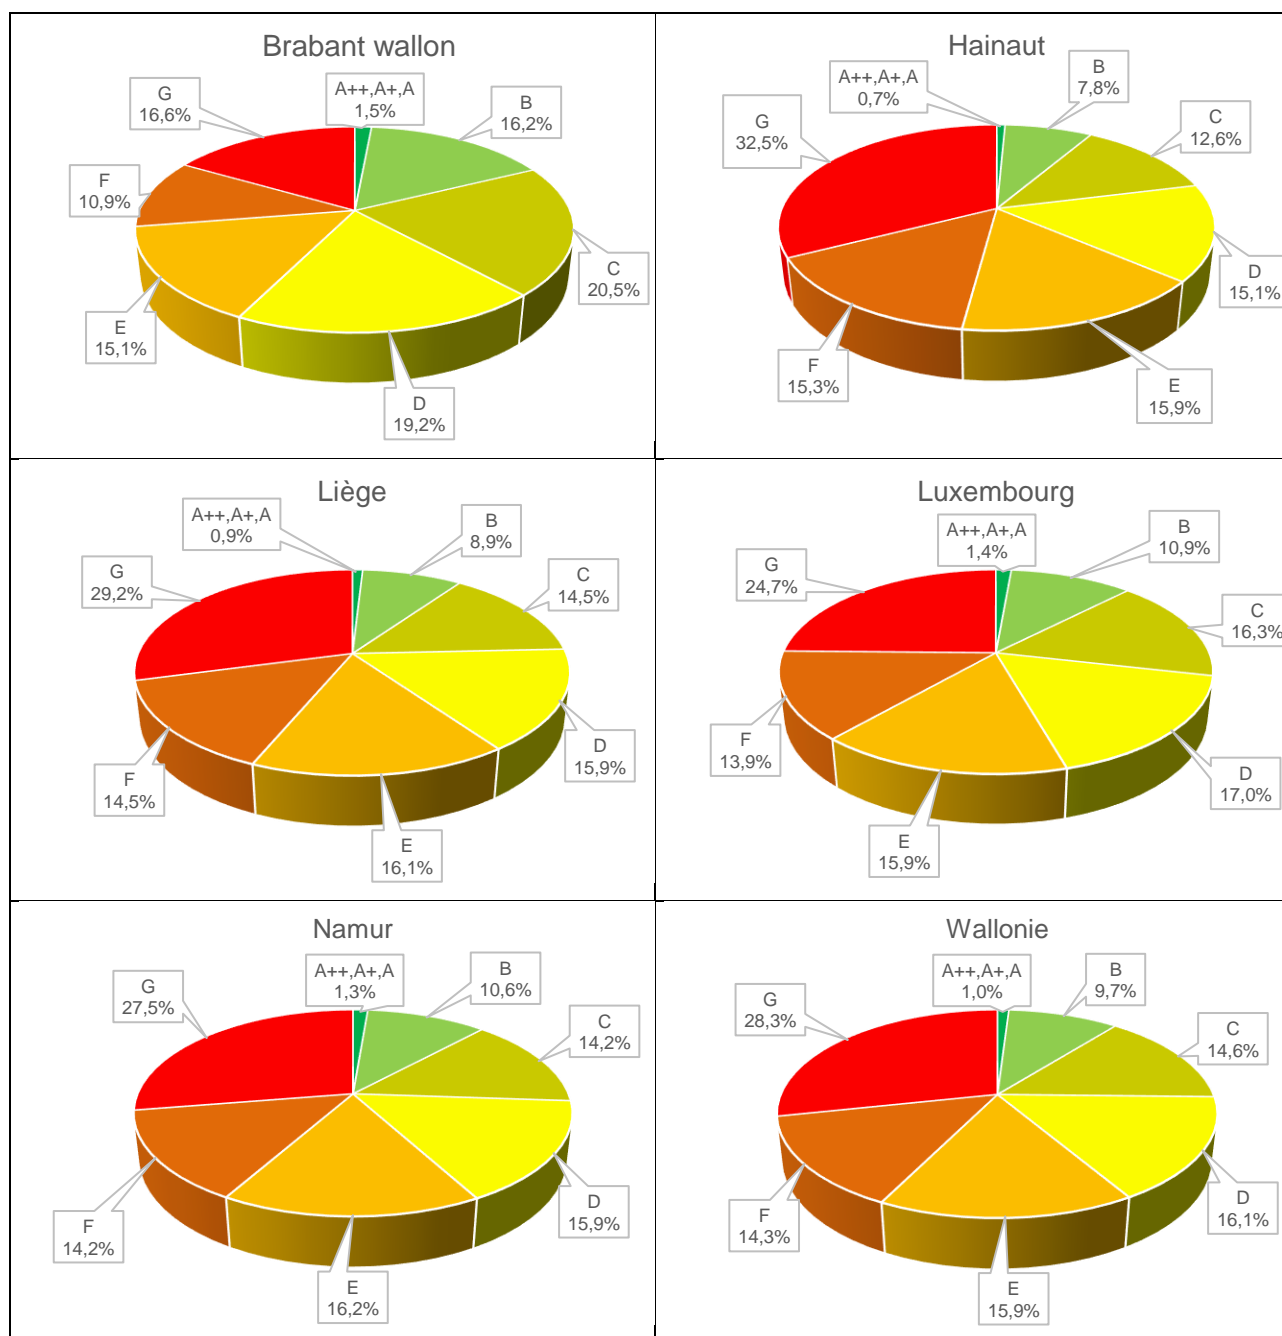 Brabant wallon
A++,A+,A
1,5%
B
16,2%
C
20,5%
D
19,2%
E
15,1%
F
10,9%
G
16,6%
Hainaut
A++,A+,A
0,7%
B
7,8%
C
12,6%
D
15,1%
E
15,9%
F
15,3%
G
32,5%
Liège
A++,A+,A
0,9%
B
8,9%
C
14,5%
D
15,9%
E
16,1%
F
14,5%
G
29,2%
Luxembourg
A++,A+,A
1,4%
B
10,9%
C
16,3%
D
17,0%
E
15,9%
F
13,9%
G
24,7%
Namur
A++,A+,A
1,3%
B
10,6%
C
14,2%
D
15,9%
E
16,2%
F
14,2%
G
27,5%
Wallonie
A++,A+,A
1,0%
B
9,7%
C
14,6%
D
16,1%
E
15,9%
F
14,3%
G
28,3%